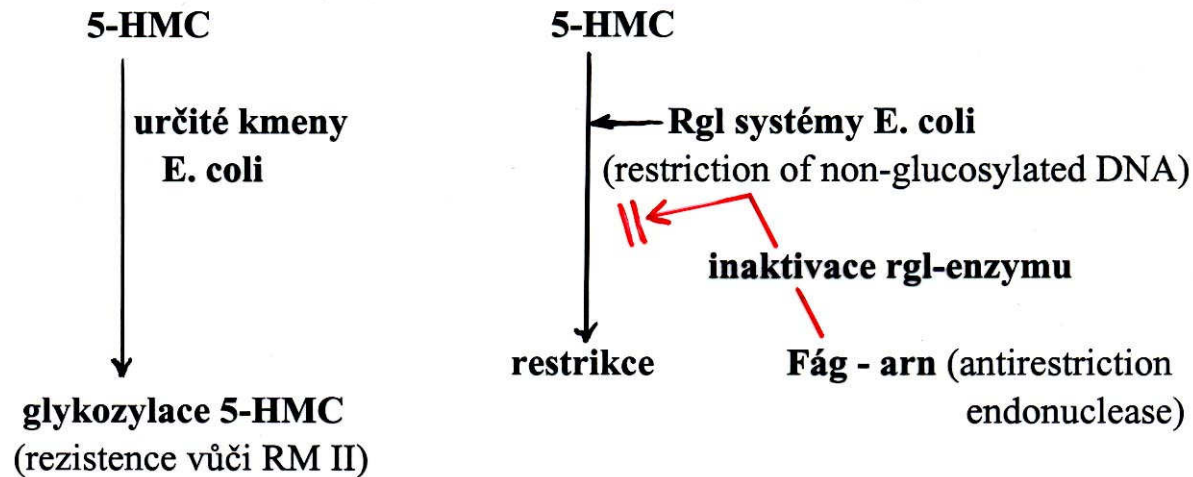 5-HMC
určité kmeny
E. coli
glykozylace 5-HMC
(rezistence vůči RM II)
5-HMC
Rgl systémy E. coli
(restriction of non-glucosylated DNA)
inaktivace rgl-enzymu
restrikce
Fág - arn (antirestriction
endonuclease)